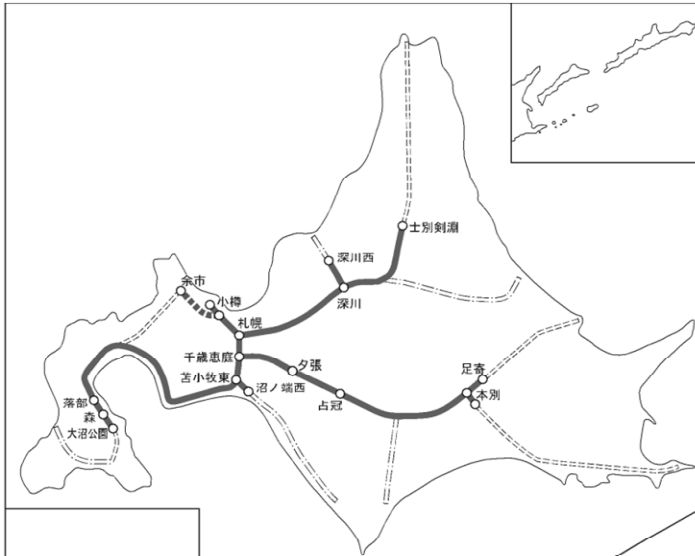 士別剣淵
深川西
余市
小樽
深川
札幌
千歳恵庭
夕張
足寄
苫小牧東
沼ノ端西
占冠
本別
落部
森
大沼公園